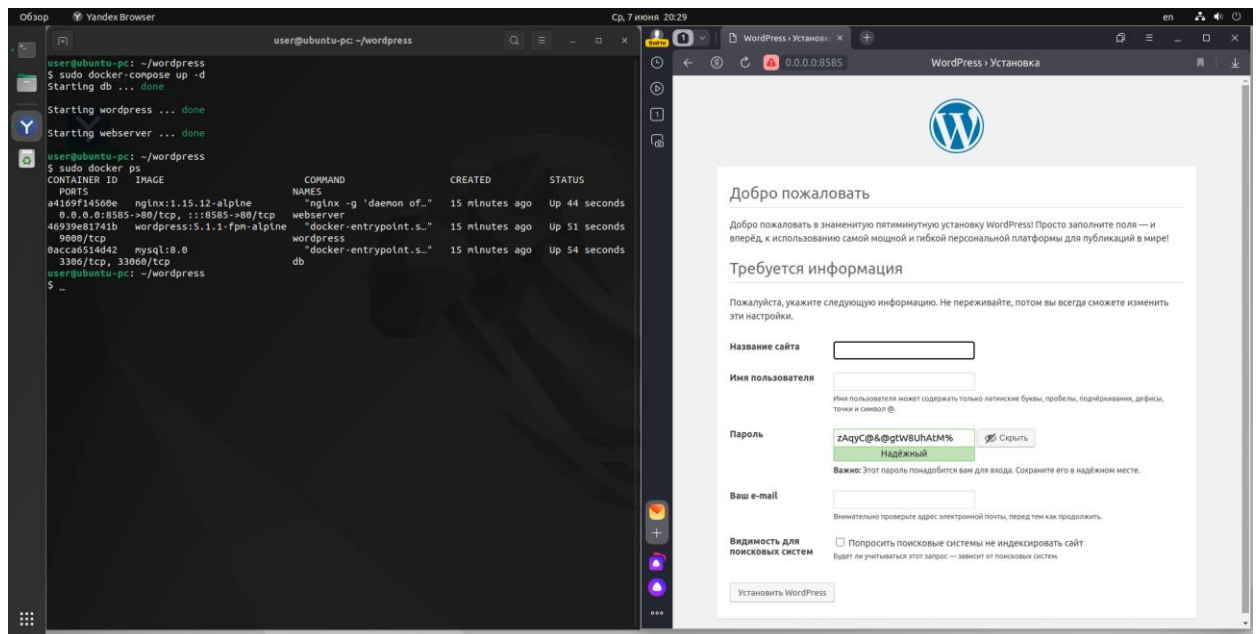 Обзор
Yandex Browser
Ср, 7 июня 20:29
en
user@ubuntu-pc: ~/wordpress
user@ubuntu-pc: ~/wordpress
$ sudo docker-compose up -d
Starting db ... done
Starting wordpress ... done
Starting webserver ... done
user@ubuntu-pc: ~/wordpress
$ sudo docker ps
CONTAINER ID IMAGE COMMAND CREATED STATUS
PORTS NAMES
a4169f14560e nginx:1.15.12-alpine "nginx -g 'daemon of…" 15 minutes ago Up 44 seconds
0.0.0.0:8585->80/tcp, :::8585->80/tcp webserver
46939e81741b wordpress:5.1.1-fpm-alpine "docker-entrypoint.s…" 15 minutes ago Up 51 seconds
9000/tcp wordpress
0acca6514d42 mysql:8.0 "docker-entrypoint.s…" 15 minutes ago Up 54 seconds
3306/tcp, 33060/tcp db
user@ubuntu-pc: ~/wordpress
$ _
Войти
1
WordPress › Установк
0.0.0.0:8585
WordPress › Установка
1
Добро пожаловать
Добро пожаловать в знаменитую пятиминутную установку WordPress! Просто заполните поля — и
вперёд, к использованию самой мощной и гибкой персональной платформы для публикаций в мире!
Требуется информация
Пожалуйста, укажите следующую информацию. Не переживайте, потом вы всегда сможете изменить
эти настройки.
Название сайта
Имя пользователя
Имя пользователя может содержать только латинские буквы, пробелы, подчёркивания, дефисы,
точки и символ @.
Пароль
zAqyC@&@gtW8UhAtM%
Скрыть
Надёжный
Важно: Этот пароль понадобится вам для входа. Сохраните его в надёжном месте.
Ваш e-mail
Внимательно проверьте адрес электронной почты, перед тем как продолжить.
Видимость для
поисковых систем
Попросить поисковые системы не индексировать сайт
Будет ли учитываться этот запрос — зависит от поисковых систем.
Установить WordPress